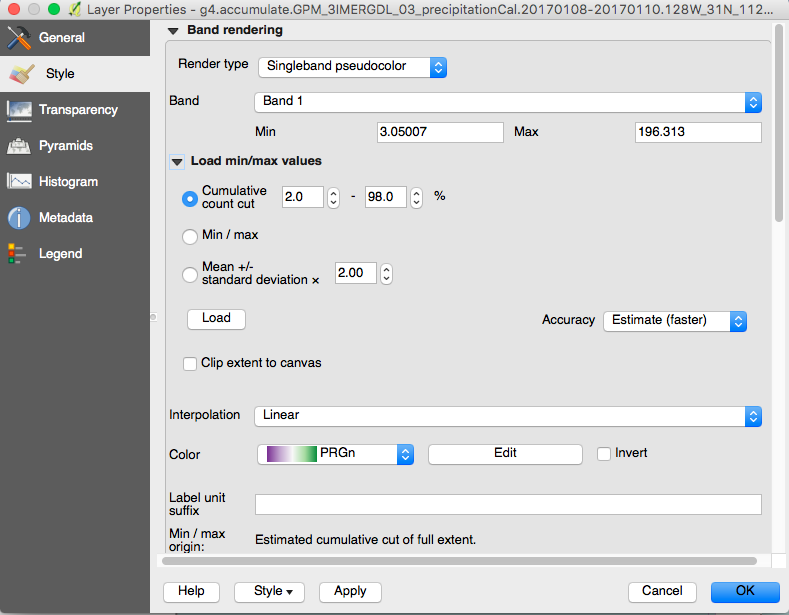 Layer Properties - g4.accumulate.GPM_3IMERGDL_03_precipitationCal.20170108-20170110.128W_31N_112...
General
Style
Transparency
Pyramids
Histogram
Metadata
Legend
Band rendering
Render type Singleband pseudocolor
Band Band 1
Min 3.05007 Max 196.313
Load min/max values
Cumulative
count cut 2.0 - 98.0 %
Min / max
Mean +/-
standard deviation × 2.00
Load Accuracy Estimate (faster)
Clip extent to canvas
Interpolation Linear
Color PRGn Edit Invert
Label unit
suffix
Min / max
origin: Estimated cumulative cut of full extent.
Help Style Apply Cancel OK